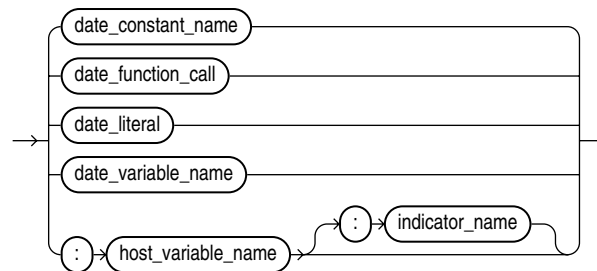 date_constant_name
date_function_call
date_literal
date_variable_name
: indicator_name
: host_variable_name